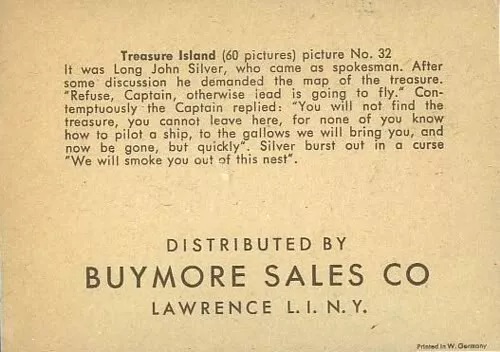 Treasure Island (60 pictures) picture No. 32
It was Long John Silver, who came as spokesman. After
some discussion he demanded the map of the treasure.
"Refuse, Captain, otherwise lead is going to fly." Con-
temptuously the Captain replied: "You will not find the
treasure, you cannot leave here, for none of you know
how to pilot a ship, to the gallows we will bring you, and
now be gone, but quickly". Silver burst out in a curse
"We will smoke you out of this nest".
DISTRIBUTED BY
BUYMORE SALES CO
LAWRENCE L. I. N. Y.
Printed in W. Germany